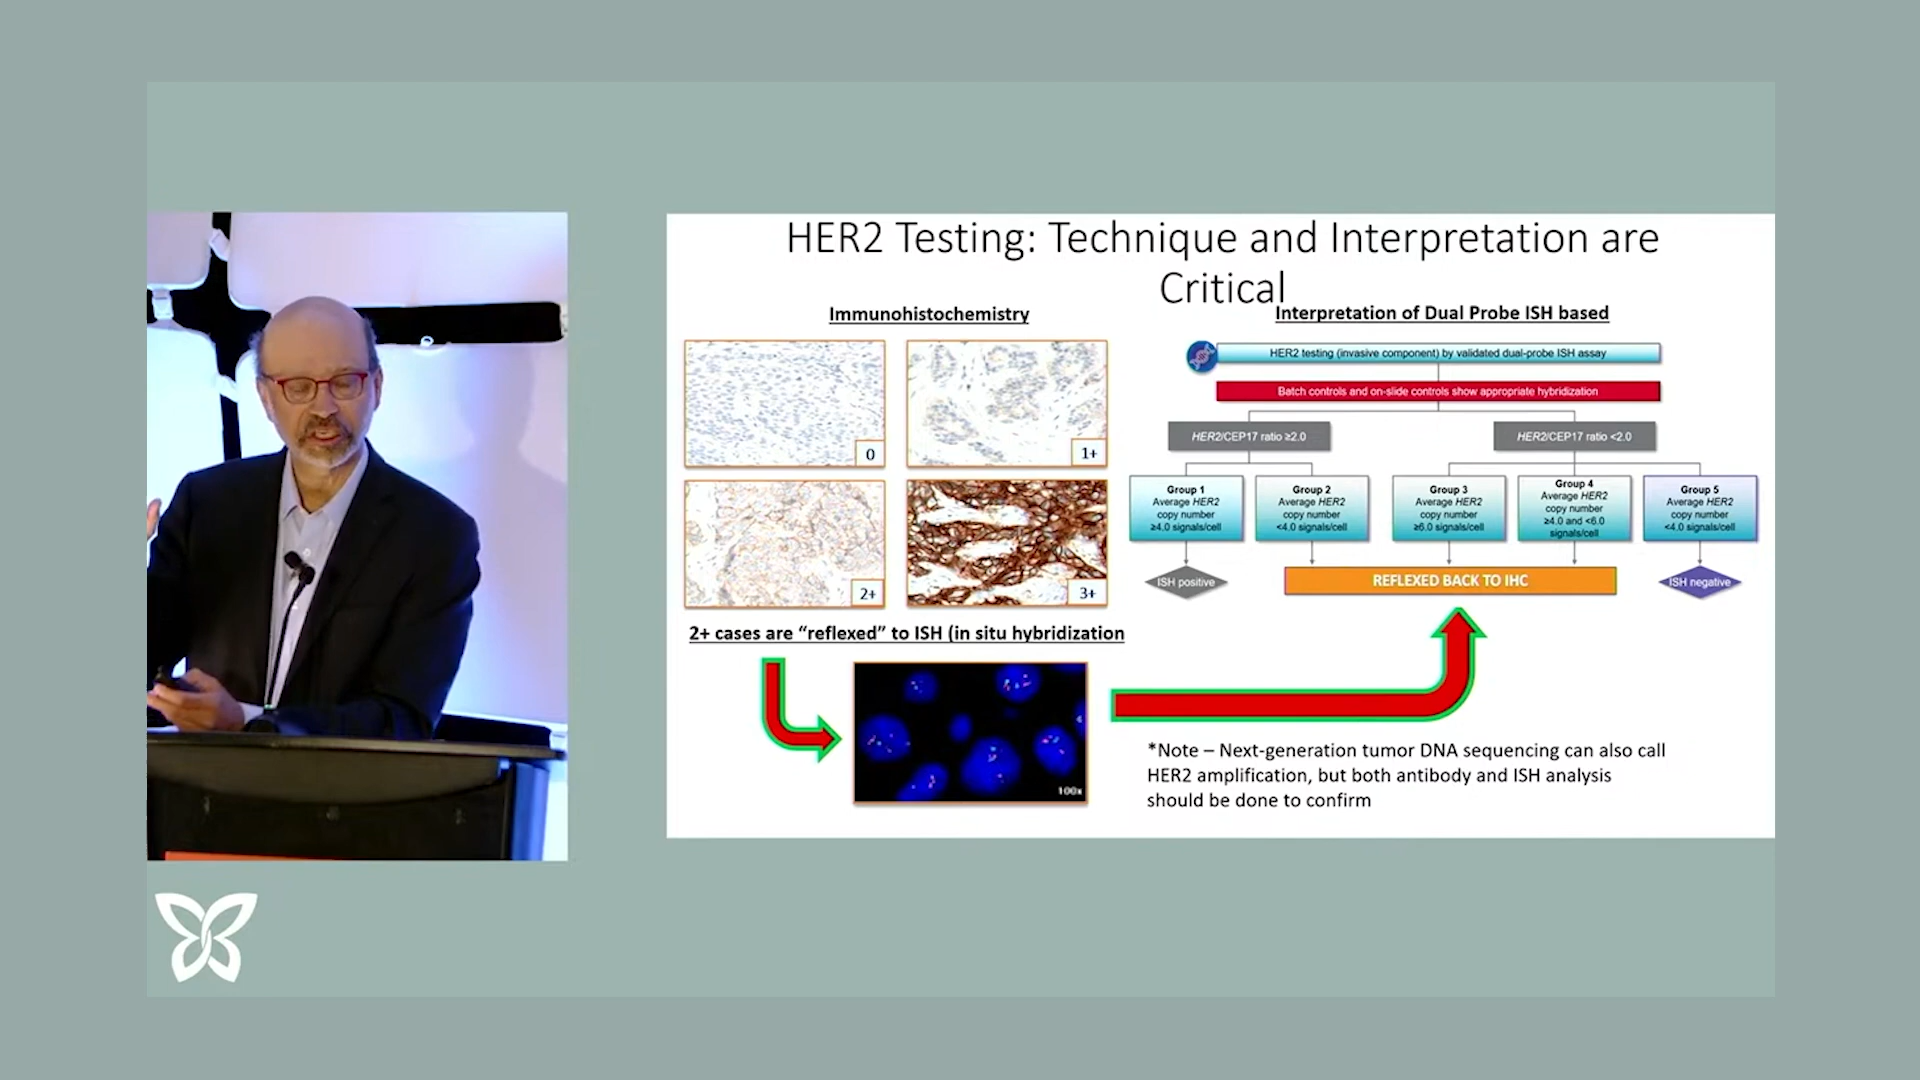 HER2 Testing: Technique and Interpretation are
Critical
Immunohistochemistry
0
1+
2+
3+
2+ cases are “reflexed” to ISH (in situ hybridization
100x
Interpretation of Dual Probe ISH based
HER2 testing (invasive component) by validated dual-probe ISH assay
Batch controls and on-slide controls show appropriate hybridization
HER2/CEP17 ratio ≥2.0
HER2/CEP17 ratio <2.0
Group 1
Average HER2
copy number
≥4.0 signals/cell
Group 2
Average HER2
copy number
<4.0 signals/cell
Group 3
Average HER2
copy number
≥6.0 signals/cell
Group 4
Average HER2
copy number
≥4.0 and <6.0
signals/cell
Group 5
Average HER2
copy number
<4.0 signals/cell
ISH positive
REFLEXED BACK TO IHC
ISH negative
*Note – Next-generation tumor DNA sequencing can also call
HER2 amplification, but both antibody and ISH analysis
should be done to confirm